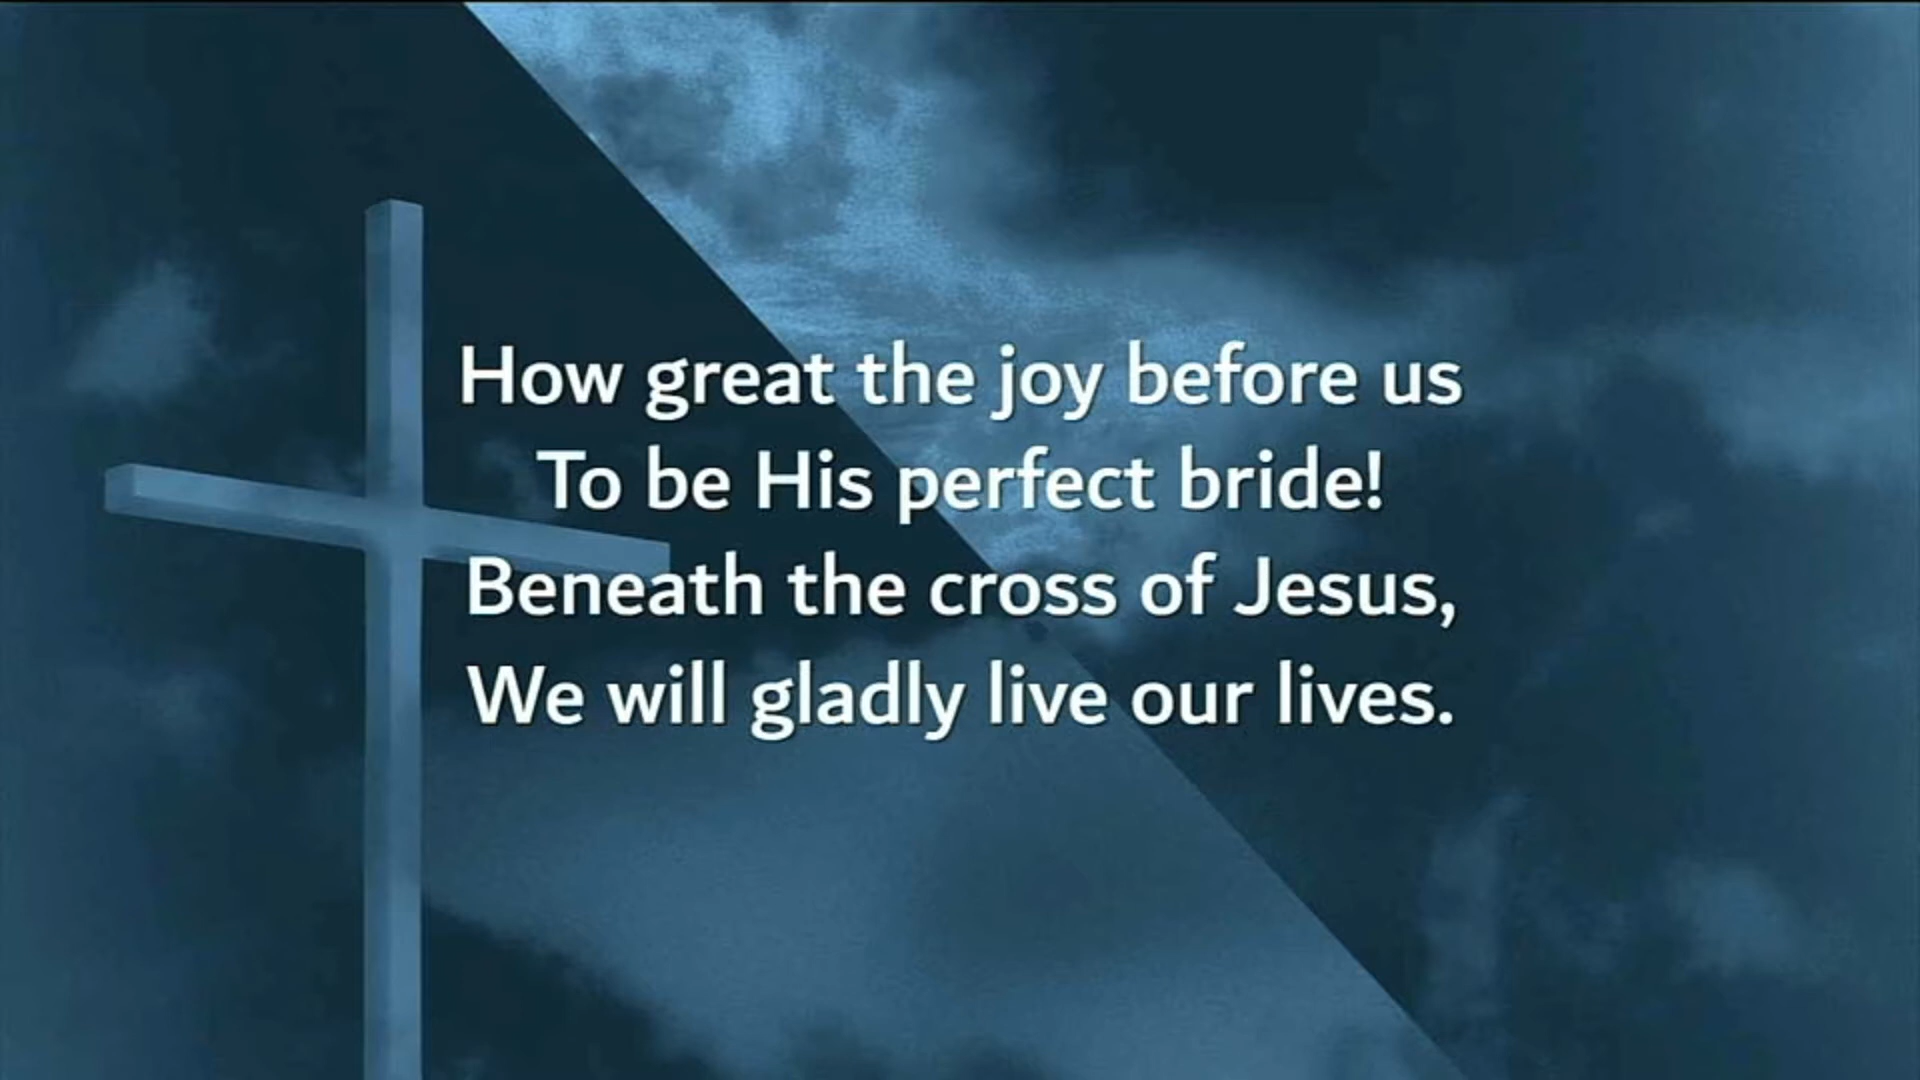 How great the joy before us
To be His perfect bride!
Beneath the cross of Jesus,
We will gladly live our lives.